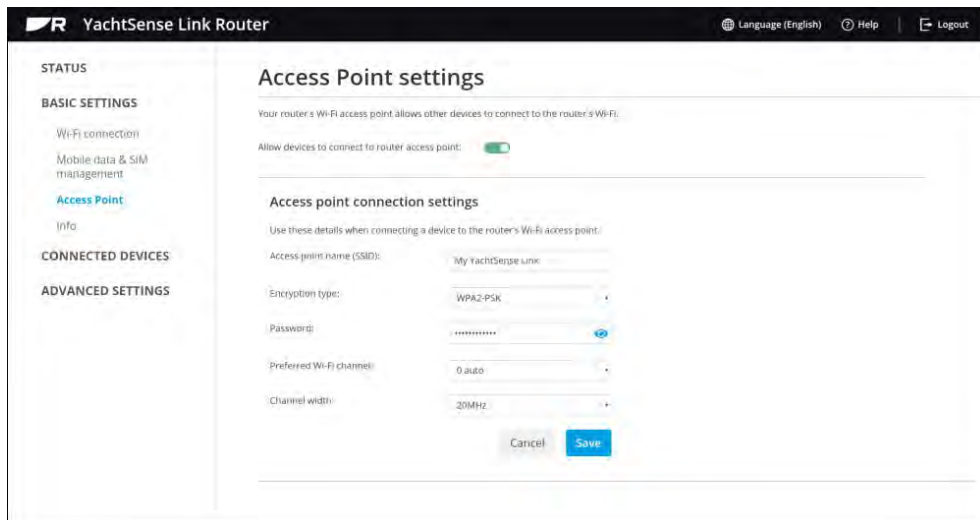 YachtSense Link Router
Language (English)
Help
Logout
STATUS
BASIC SETTINGS
Wi-Fi connection
Mobile data & SIM
management
Access Point
Info
CONNECTED DEVICES
ADVANCED SETTINGS
Access Point settings
Your router's Wi-Fi access point allows other devices to connect to the router's Wi-Fi.
Allow devices to connect to router access point:
Access point connection settings
Use these details when connecting a device to the router's Wi-Fi access point.
Access point name (SSID):
My YachtSense Link
Encryption type:
WPA2-PSK
Password:
••••••••••••
Preferred Wi-Fi channel:
0 auto
Channel width:
20MHz
Cancel
Save